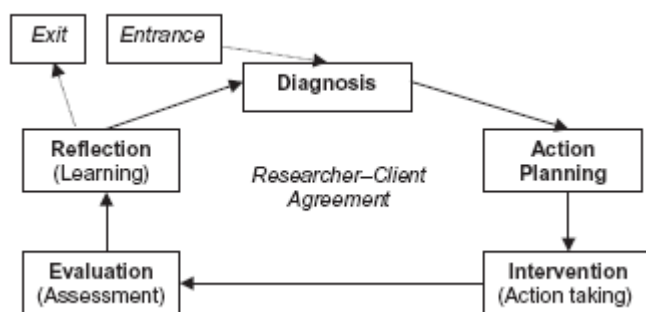 Exit
Entrance
Diagnosis
Reflection
(Learning)
Action
Planning
Researcher–Client
Agreement
Evaluation
(Assessment)
Intervention
(Action taking)